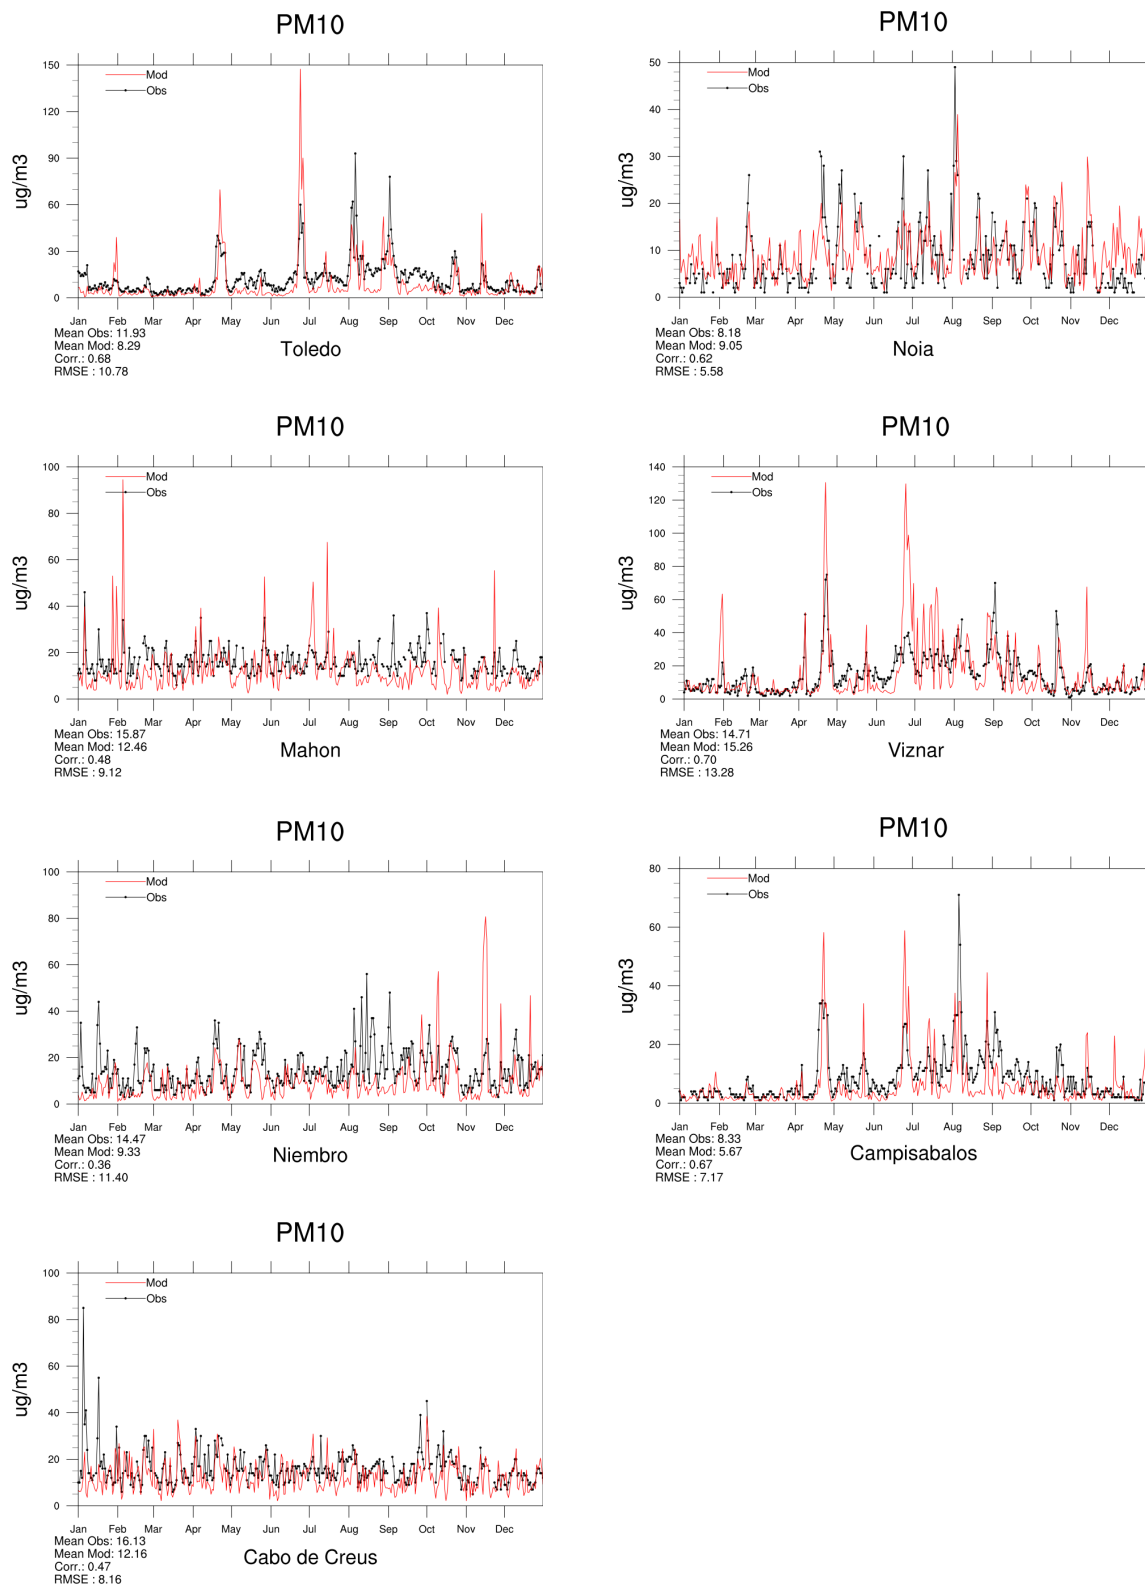 PM10
150
120
90
60
30
0
ug/m3
Mod
Obs
Jan Feb Mar Apr May Jun Jul Aug Sep Oct Nov Dec
Mean Obs: 11.93
Mean Mod: 8.29
Corr.: 0.68
RMSE : 10.78
Toledo
PM10
50
40
30
20
10
0
ug/m3
Mod
Obs
Jan Feb Mar Apr May Jun Jul Aug Sep Oct Nov Dec
Mean Obs: 8.18
Mean Mod: 9.05
Corr.: 0.62
RMSE : 5.58
Noia
PM10
100
80
60
40
20
0
ug/m3
Mod
Obs
Jan Feb Mar Apr May Jun Jul Aug Sep Oct Nov Dec
Mean Obs: 15.87
Mean Mod: 12.46
Corr.: 0.48
RMSE : 9.12
Mahon
PM10
140
120
100
80
60
40
20
0
ug/m3
Mod
Obs
Jan Feb Mar Apr May Jun Jul Aug Sep Oct Nov Dec
Mean Obs: 14.71
Mean Mod: 15.26
Corr.: 0.70
RMSE : 13.28
Viznar
PM10
100
80
60
40
20
0
ug/m3
Mod
Obs
Jan Feb Mar Apr May Jun Jul Aug Sep Oct Nov Dec
Mean Obs: 14.47
Mean Mod: 9.33
Corr.: 0.36
RMSE : 11.40
Niembro
PM10
80
60
40
20
0
ug/m3
Mod
Obs
Jan Feb Mar Apr May Jun Jul Aug Sep Oct Nov Dec
Mean Obs: 8.33
Mean Mod: 5.67
Corr.: 0.67
RMSE : 7.17
Campisabalos
PM10
100
80
60
40
20
0
ug/m3
Mod
Obs
Jan Feb Mar Apr May Jun Jul Aug Sep Oct Nov Dec
Mean Obs: 16.13
Mean Mod: 12.16
Corr.: 0.47
RMSE : 8.16
Cabo de Creus